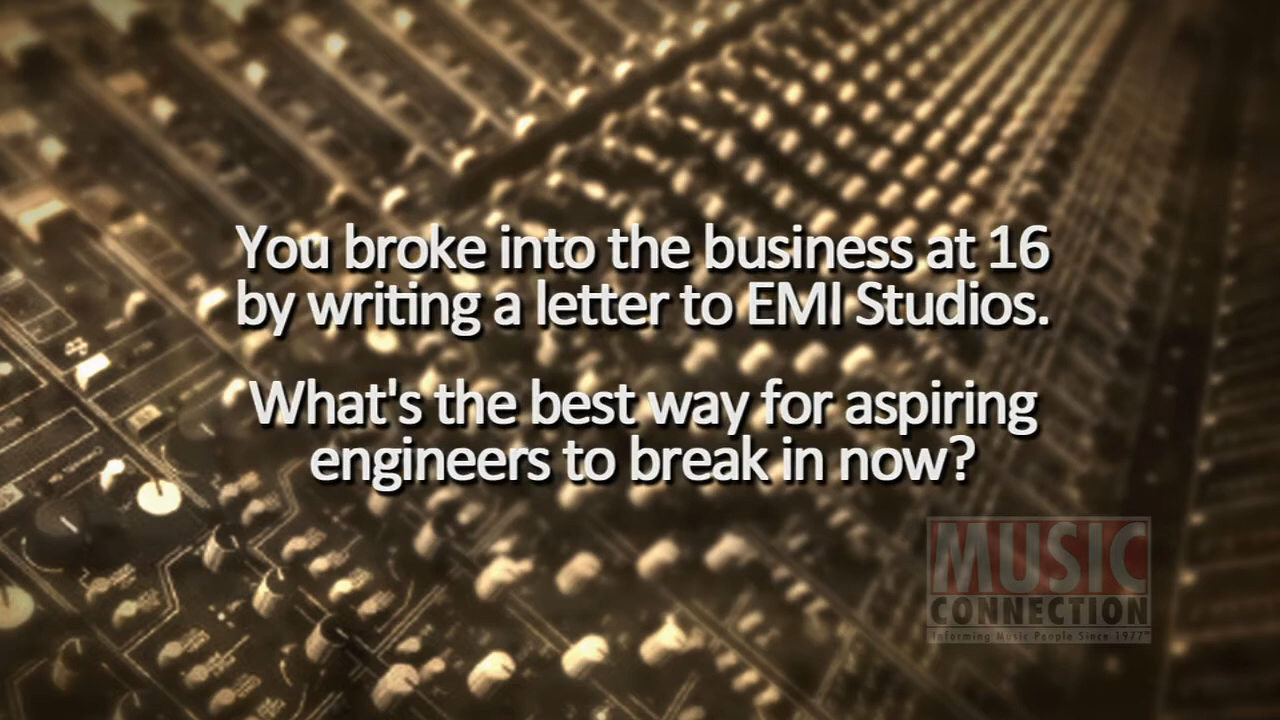 You broke into the business at 16
by writing a letter to EMI Studios.
What's the best way for aspiring
engineers to break in now?
MUSIC
CONNECTION
Informing Music People Since 1977™